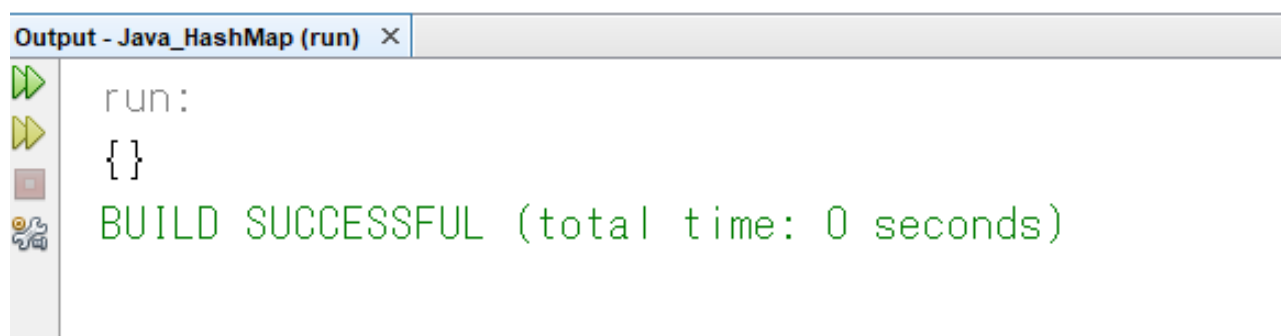 Output - Java_HashMap (run) ×
run:
{}
BUILD SUCCESSFUL (total time: 0 seconds)